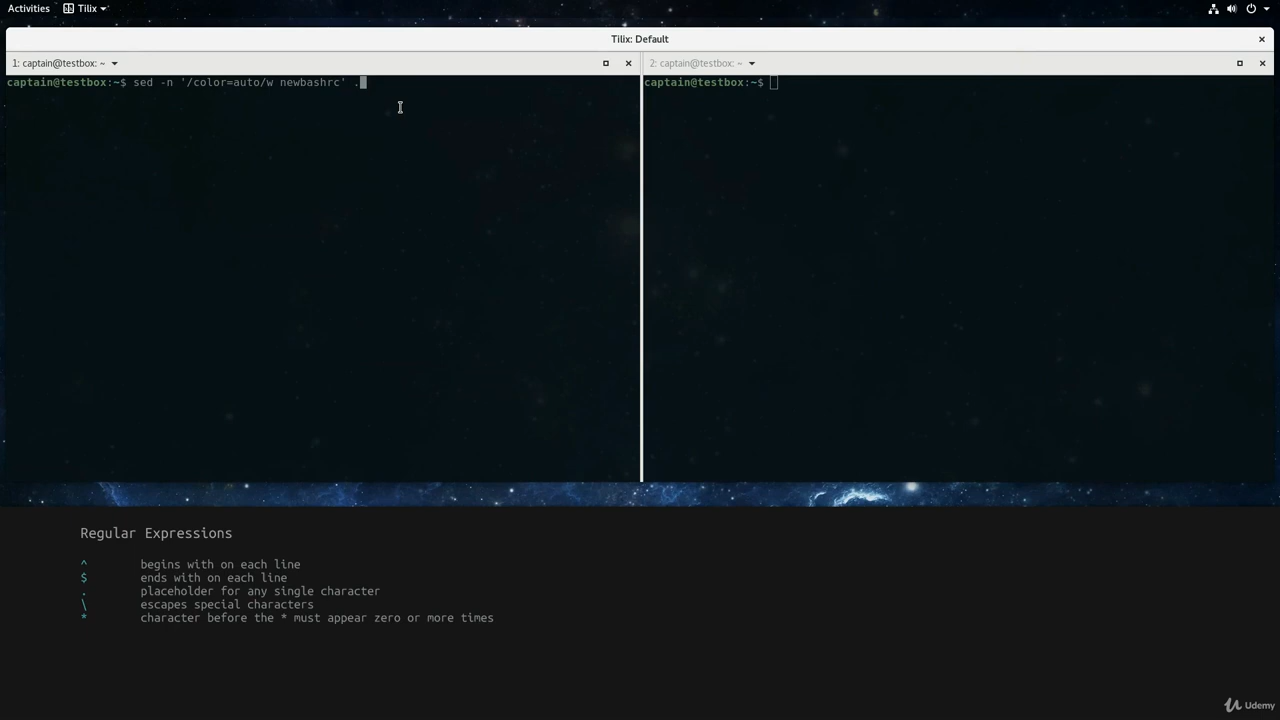 Activities Tilix
Tilix: Default
1: captain@testbox: ~
2: captain@testbox: ~
captain@testbox:~$ sed -n '/color=auto/w newbashrc' .
captain@testbox:~$
Regular Expressions
^ begins with on each line
$ ends with on each line
. placeholder for any single character
\ escapes special characters
* character before the * must appear zero or more times
Udemy